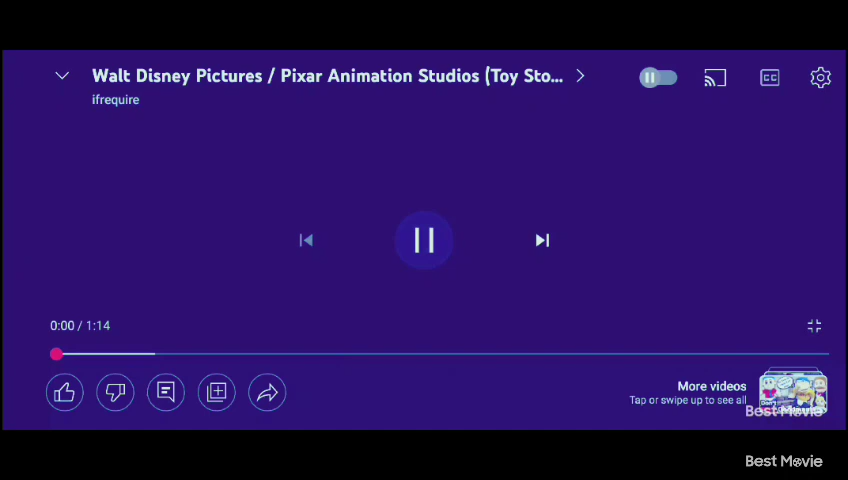 Walt Disney Pictures / Pixar Animation Studios (Toy Sto...
ifrequire
CC
0:00 / 1:14
More videos
Tap or swipe up to see all
Best Movie
Best Movie